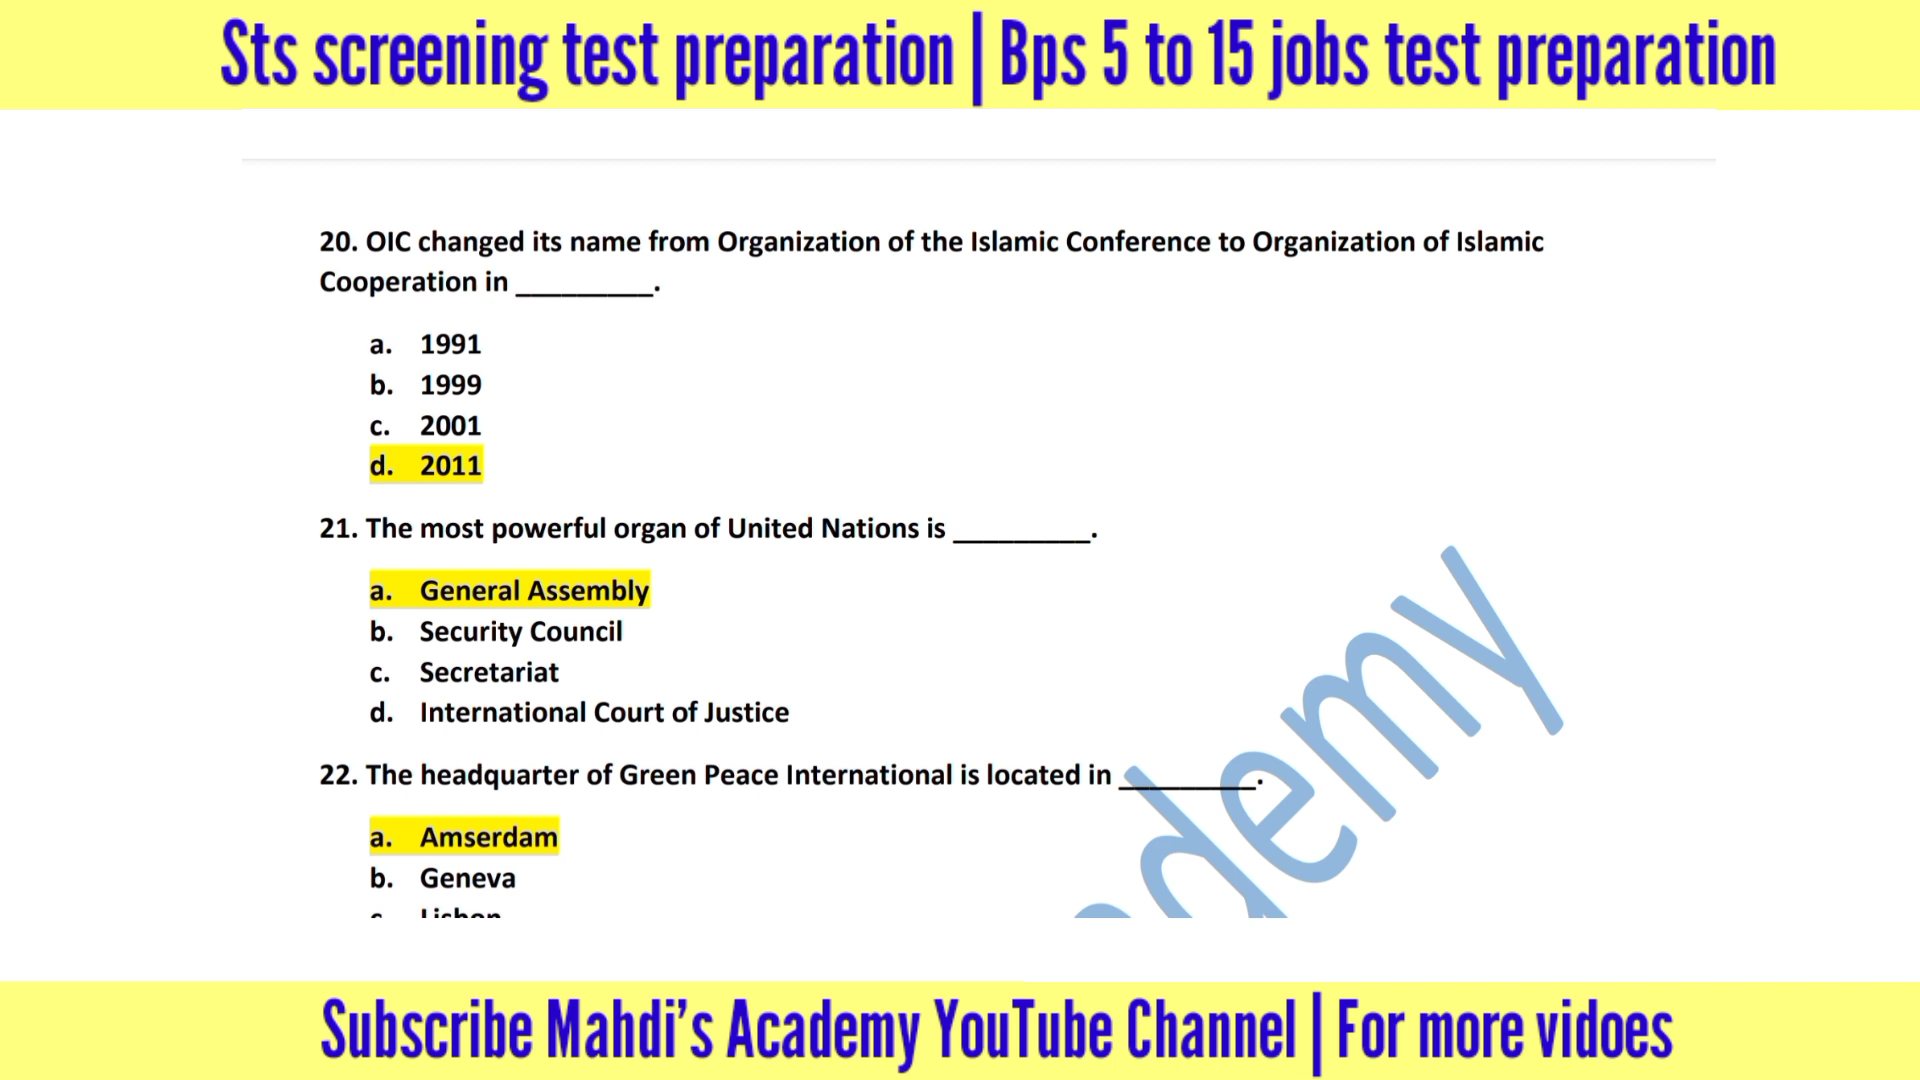 Sts screening test preparation | Bps 5 to 15 jobs test preparation
20. OIC changed its name from Organization of the Islamic Conference to Organization of Islamic
Cooperation in _________.
a. 1991
b. 1999
c. 2001
d. 2011
21. The most powerful organ of United Nations is _________.
a. General Assembly
b. Security Council
c. Secretariat
d. International Court of Justice
22. The headquarter of Green Peace International is located in _________.
a. Amserdam
b. Geneva
c. Lisbon
Subscribe Mahdi's Academy YouTube Channel | For more vidoes